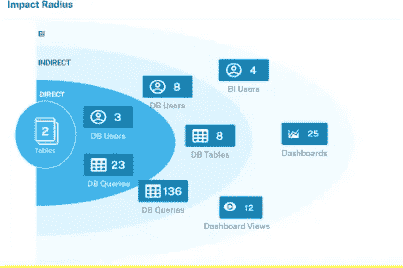 Impact Radius
BI
INDIRECT
DIRECT
2
Tables
3
DB Users
23
DB Queries
8
DB Users
8
DB Tables
136
DB Queries
4
BI Users
25
Dashboards
12
Dashboard Views